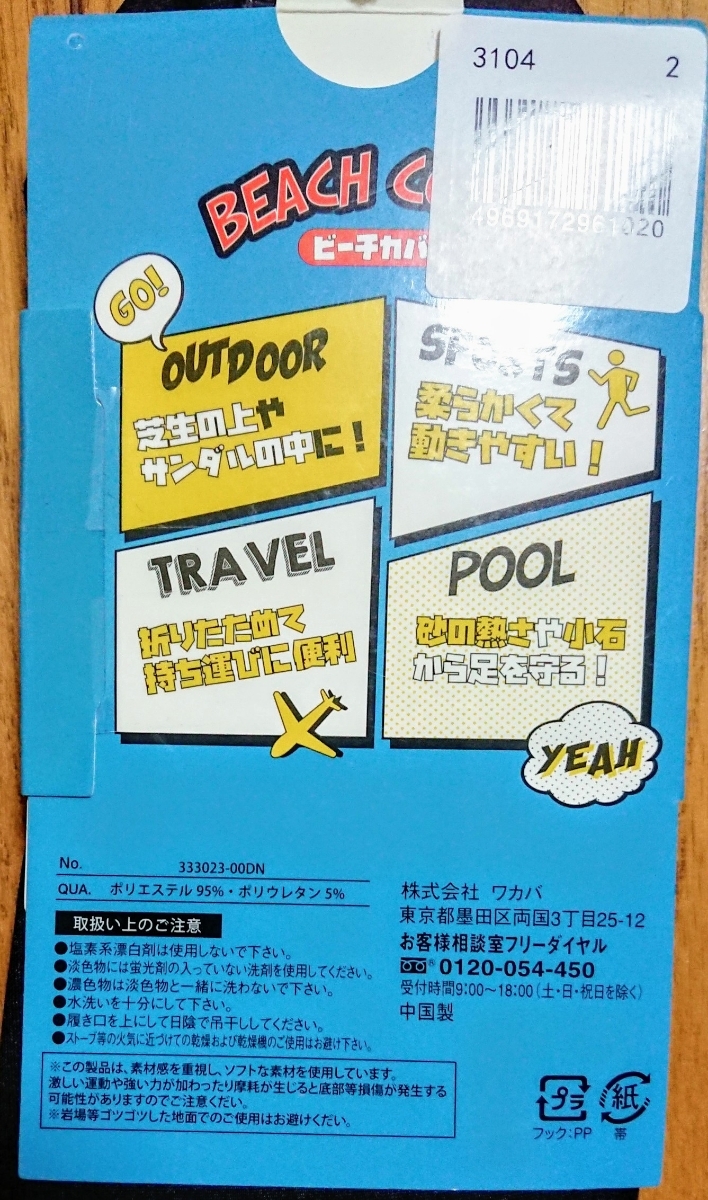 3104 2
4969172961020
BEACH
ビーチカバ
GO!
OUTDOOR
芝生の上や
サンダルの中に！
SPORTS
柔らかくて
動きやすい！
TRAVEL
折りたためて
持ち運びに便利
POOL
砂の熱さや小石
から足を守る！
YEAH
No. 333023-00DN
QUA. ポリエステル 95%・ポリウレタン 5%
取扱い上のご注意
●塩素系漂白剤は使用しないで下さい。
●淡色物には蛍光剤の入っていない洗剤を使用してください。
●濃色物は淡色物と一緒に洗わないで下さい。
●水洗いを十分にして下さい。
●履き口を上にして日陰で吊干ししてください。
●ストーブ等の火気に近づけての乾燥および乾燥機のご使用はお避け下さい。
※この製品は、素材感を重視し、ソフトな素材を使用しています。
激しい運動や強い力が加わったり摩耗が生じると底部等損傷が発生する
可能性がありますのでご注意ください。
※岩場等ゴツゴツした地面でのご使用はお避けください。
株式会社 ワカバ
東京都墨田区両国3丁目25-12
お客様相談室フリーダイヤル
0120-054-450
受付時間9:00～18:00（土・日・祝日を除く）
中国製
プラ 紙
フック:PP 帯